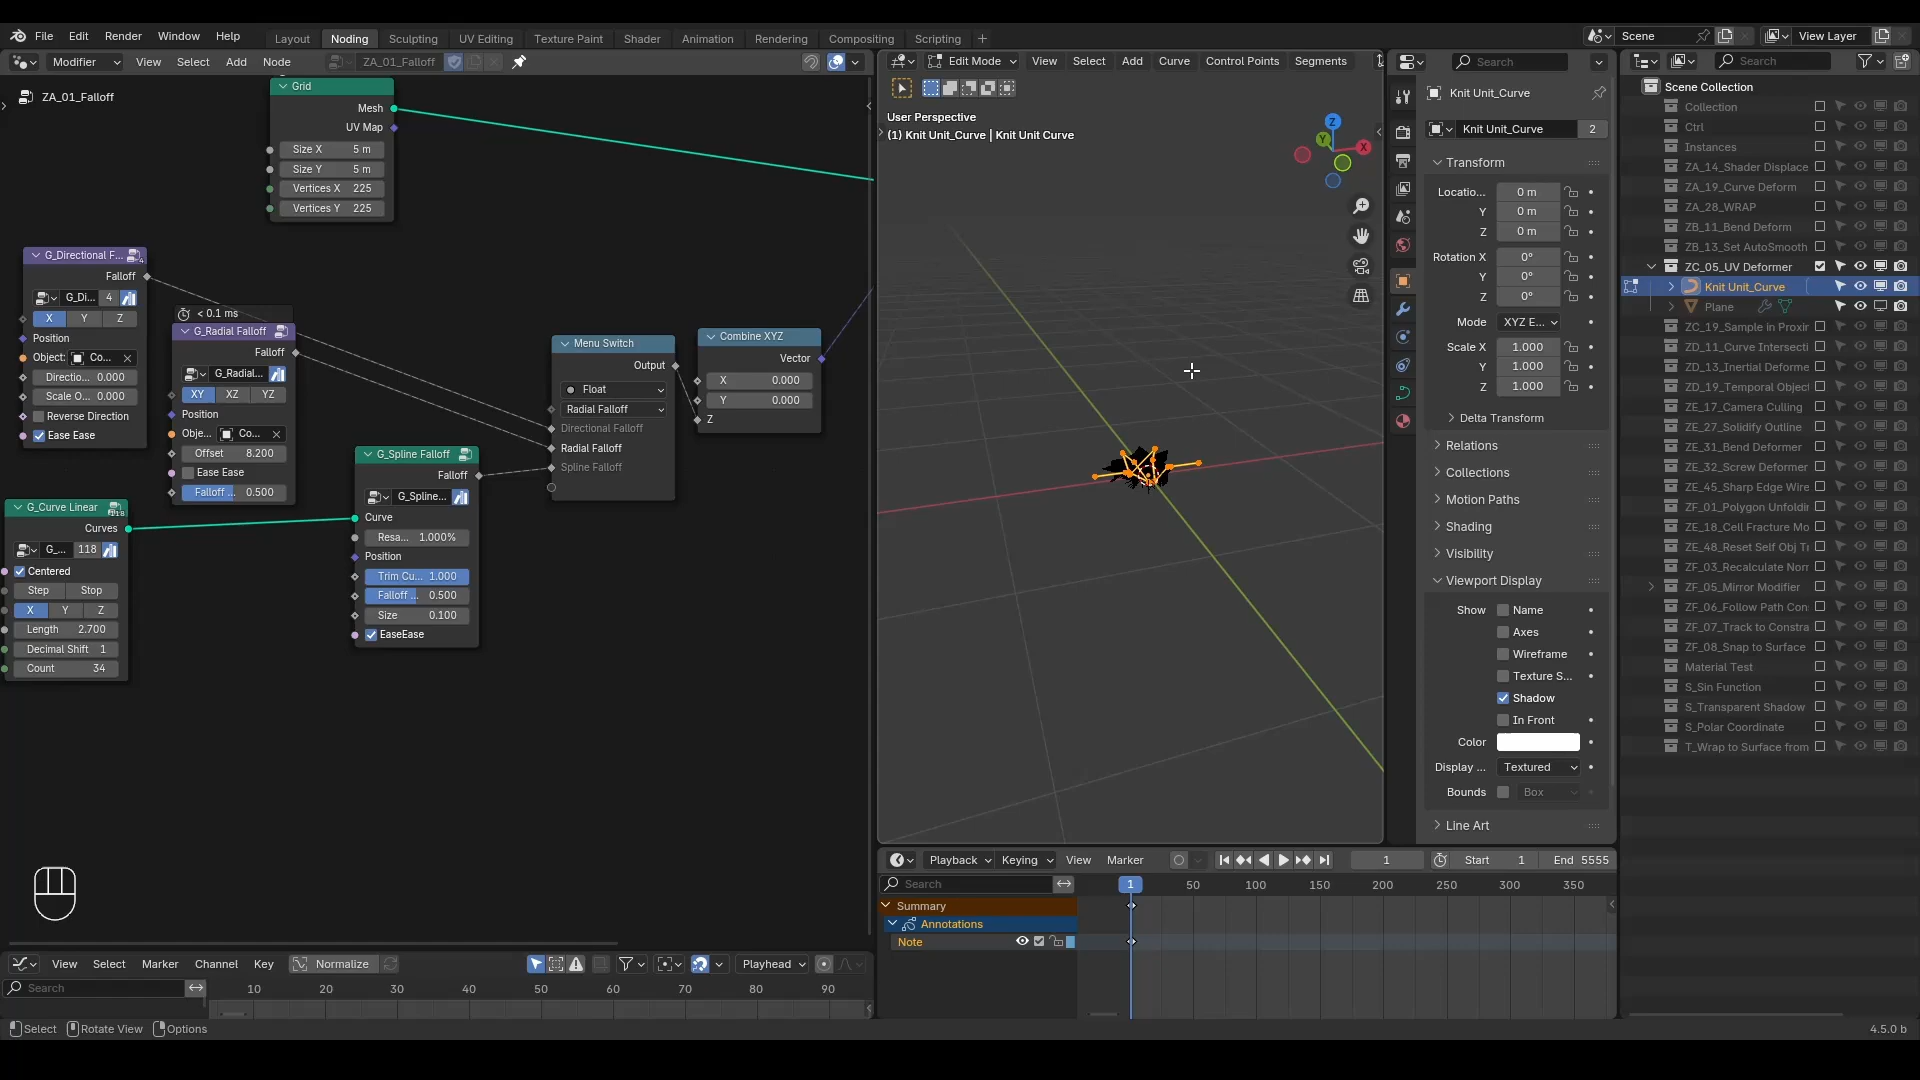 File Edit Render Window Help Layout Noding Sculpting UV Editing Texture Paint Shader Animation Rendering Compositing Scripting Scene View Layer
Modifier View Select Add Node ZA_01_Falloff
ZA_01_Falloff
Grid
Mesh
UV Map
Size X 5 m
Size Y 5 m
Vertices X 225
Vertices Y 225
G_Directional F...
Falloff
G_Di... 4
X Y Z
Position
Object: Co...
Directio... 0.000
Scale O... 0.000
Reverse Direction
Ease Ease
< 0.1 ms
G_Radial Falloff
Falloff
G_Radial...
XY XZ YZ
Position
Obje... Co...
Offset 8.200
Ease Ease
Falloff ... 0.500
G_Curve Linear
Curves
G_... 118
Centered
Step Stop
X Y Z
Length 2.700
Decimal Shift 1
Count 34
G_Spline Falloff
Falloff
G_Spline...
Curve
Resa... 1.000%
Position
Trim Cu... 1.000
Falloff ... 0.500
Size 0.100
EaseEase
Menu Switch
Output
Float
Radial Falloff
Directional Falloff
Radial Falloff
Spline Falloff
Combine XYZ
Vector
X 0.000
Y 0.000
Z
Edit Mode View Select Add Curve Control Points Segments
User Perspective
(1) Knit Unit_Curve | Knit Unit Curve
Z
Y
X
Search
Knit Unit_Curve
Knit Unit_Curve 2
Transform
Locatio... 0 m
Y 0 m
Z 0 m
Rotation X 0°
Y 0°
Z 0°
Mode XYZ E...
Scale X 1.000
Y 1.000
Z 1.000
Delta Transform
Relations
Collections
Motion Paths
Shading
Visibility
Viewport Display
Show Name
Axes
Wireframe
Texture S...
Shadow
In Front
Color
Display ... Textured
Bounds Box
Line Art
Search
Scene Collection
Collection
Ctrl
Instances
ZA_14_Shader Displace
ZA_19_Curve Deform
ZA_28_WRAP
ZB_11_Bend Deform
ZB_13_Set AutoSmooth
ZC_05_UV Deformer
Knit Unit_Curve
Plane
ZC_19_Sample in Proxir
ZD_11_Curve Intersecti
ZD_13_Inertial Deforme
ZD_19_Temporal Object
ZE_17_Camera Culling
ZE_27_Solidify Outline
ZE_31_Bend Deformer
ZE_32_Screw Deformer
ZE_45_Sharp Edge Wire
ZF_01_Polygon Unfoldir
ZE_18_Cell Fracture Mo
ZE_48_Reset Self Obj Tr
ZF_03_Recalculate Norr
ZF_05_Mirror Modifier
ZF_06_Follow Path Con
ZF_07_Track to Constra
ZF_08_Snap to Surface
Material Test
S_Sin Function
S_Transparent Shadow
S_Polar Coordinate
T_Wrap to Surface from
Playback Keying View Marker 1 Start 1 End 5555
Search 1 50 100 150 200 250 300 350
Summary
Annotations
Note
View Select Marker Channel Key Normalize Playhead
Search 10 20 30 40 50 60 70 80 90
Select Rotate View Options 4.5.0 b